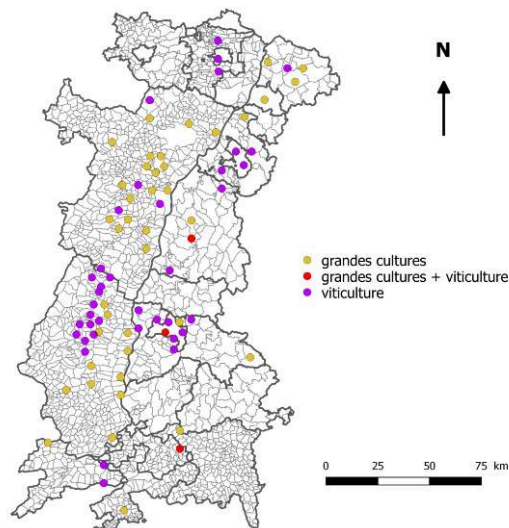 N
grandes cultures
grandes cultures + viticulture
viticulture
0 25 50 75 km